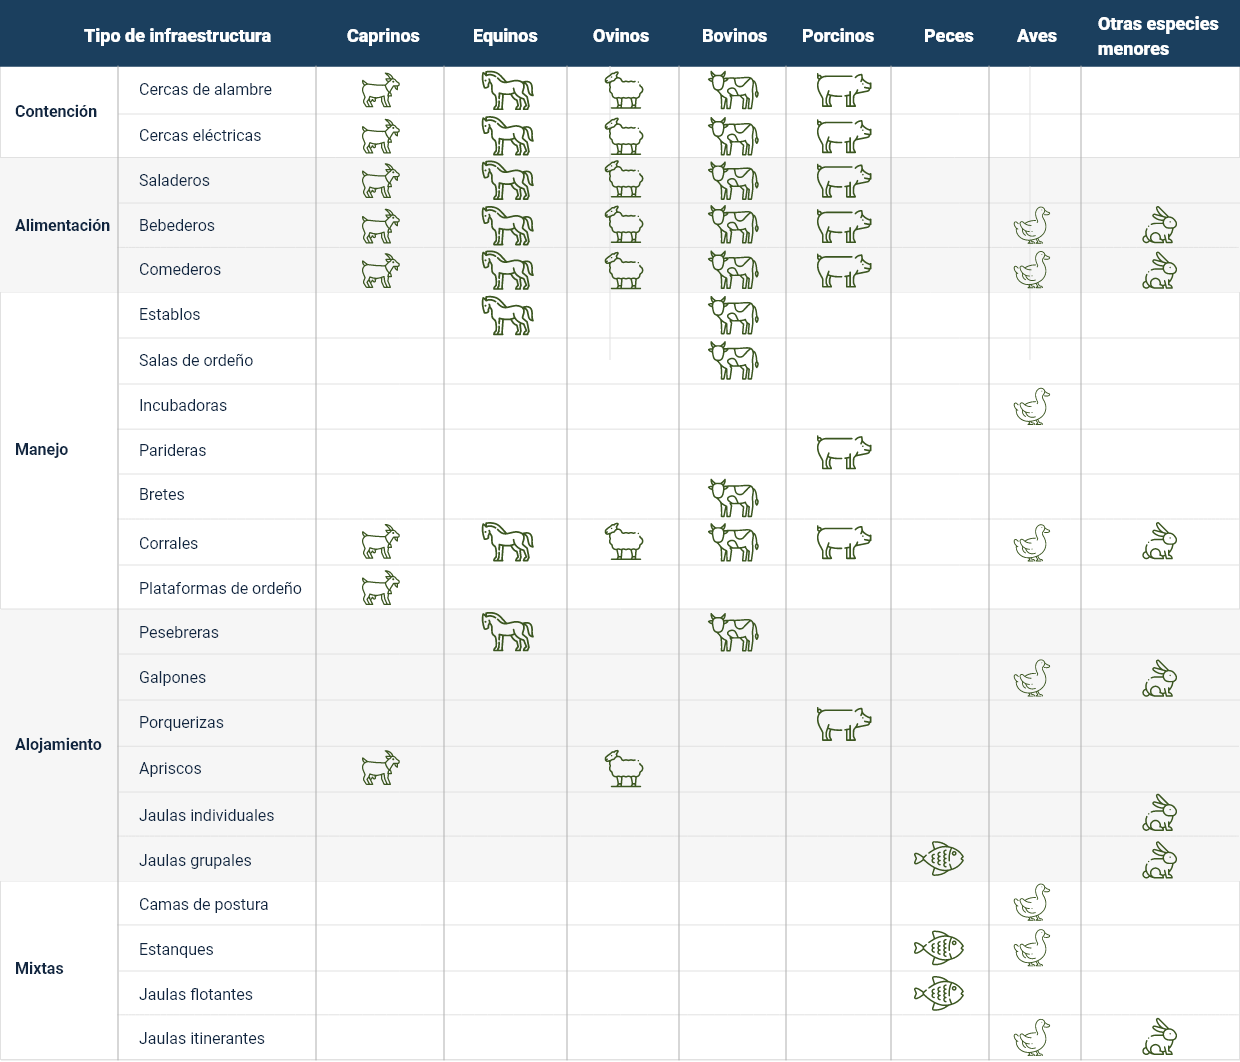 Tipo de infraestructura Caprinos Equinos Ovinos Bovinos Porcinos Peces Aves Otras especies
menores
Contención
Cercas de alambre
Cercas eléctricas
Alimentación
Saladeros
Bebederos
Comederos
Manejo
Establos
Salas de ordeño
Incubadoras
Parideras
Bretes
Corrales
Plataformas de ordeño
Alojamiento
Pesebreras
Galpones
Porquerizas
Apriscos
Jaulas individuales
Jaulas grupales
Mixtas
Camas de postura
Estanques
Jaulas flotantes
Jaulas itinerantes